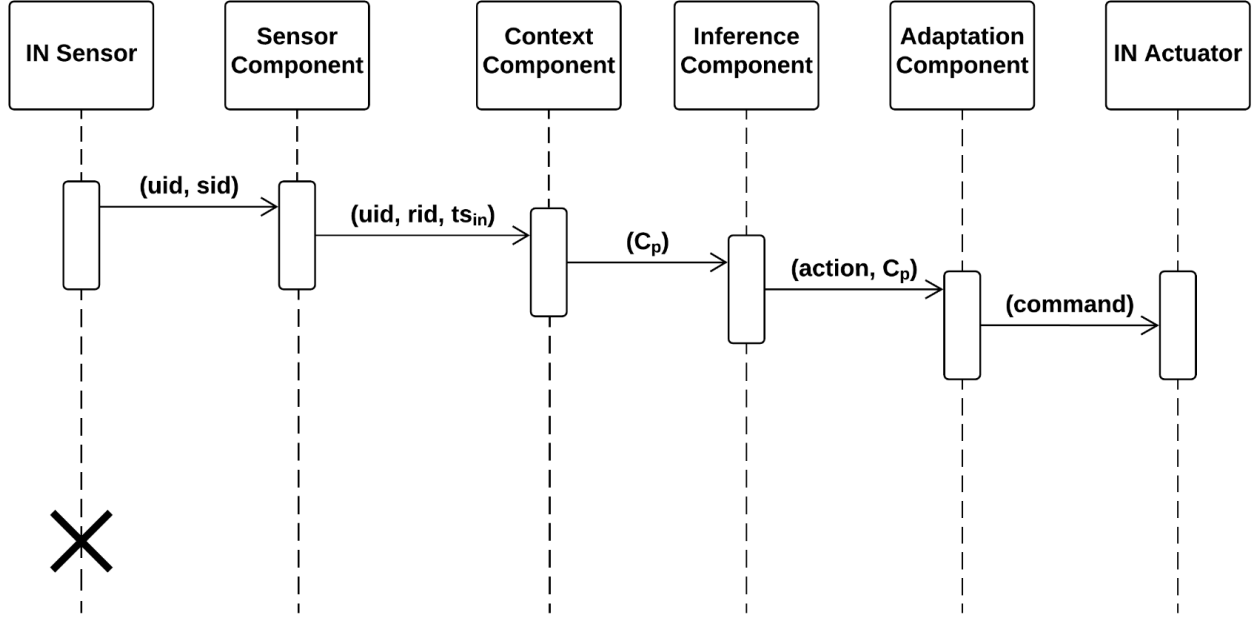 IN Sensor
Sensor
Component
Context
Component
Inference
Component
Adaptation
Component
IN Actuator
(uid, sid)
(uid, rid, tsin)
(Cp)
(action, Cp)
(command)